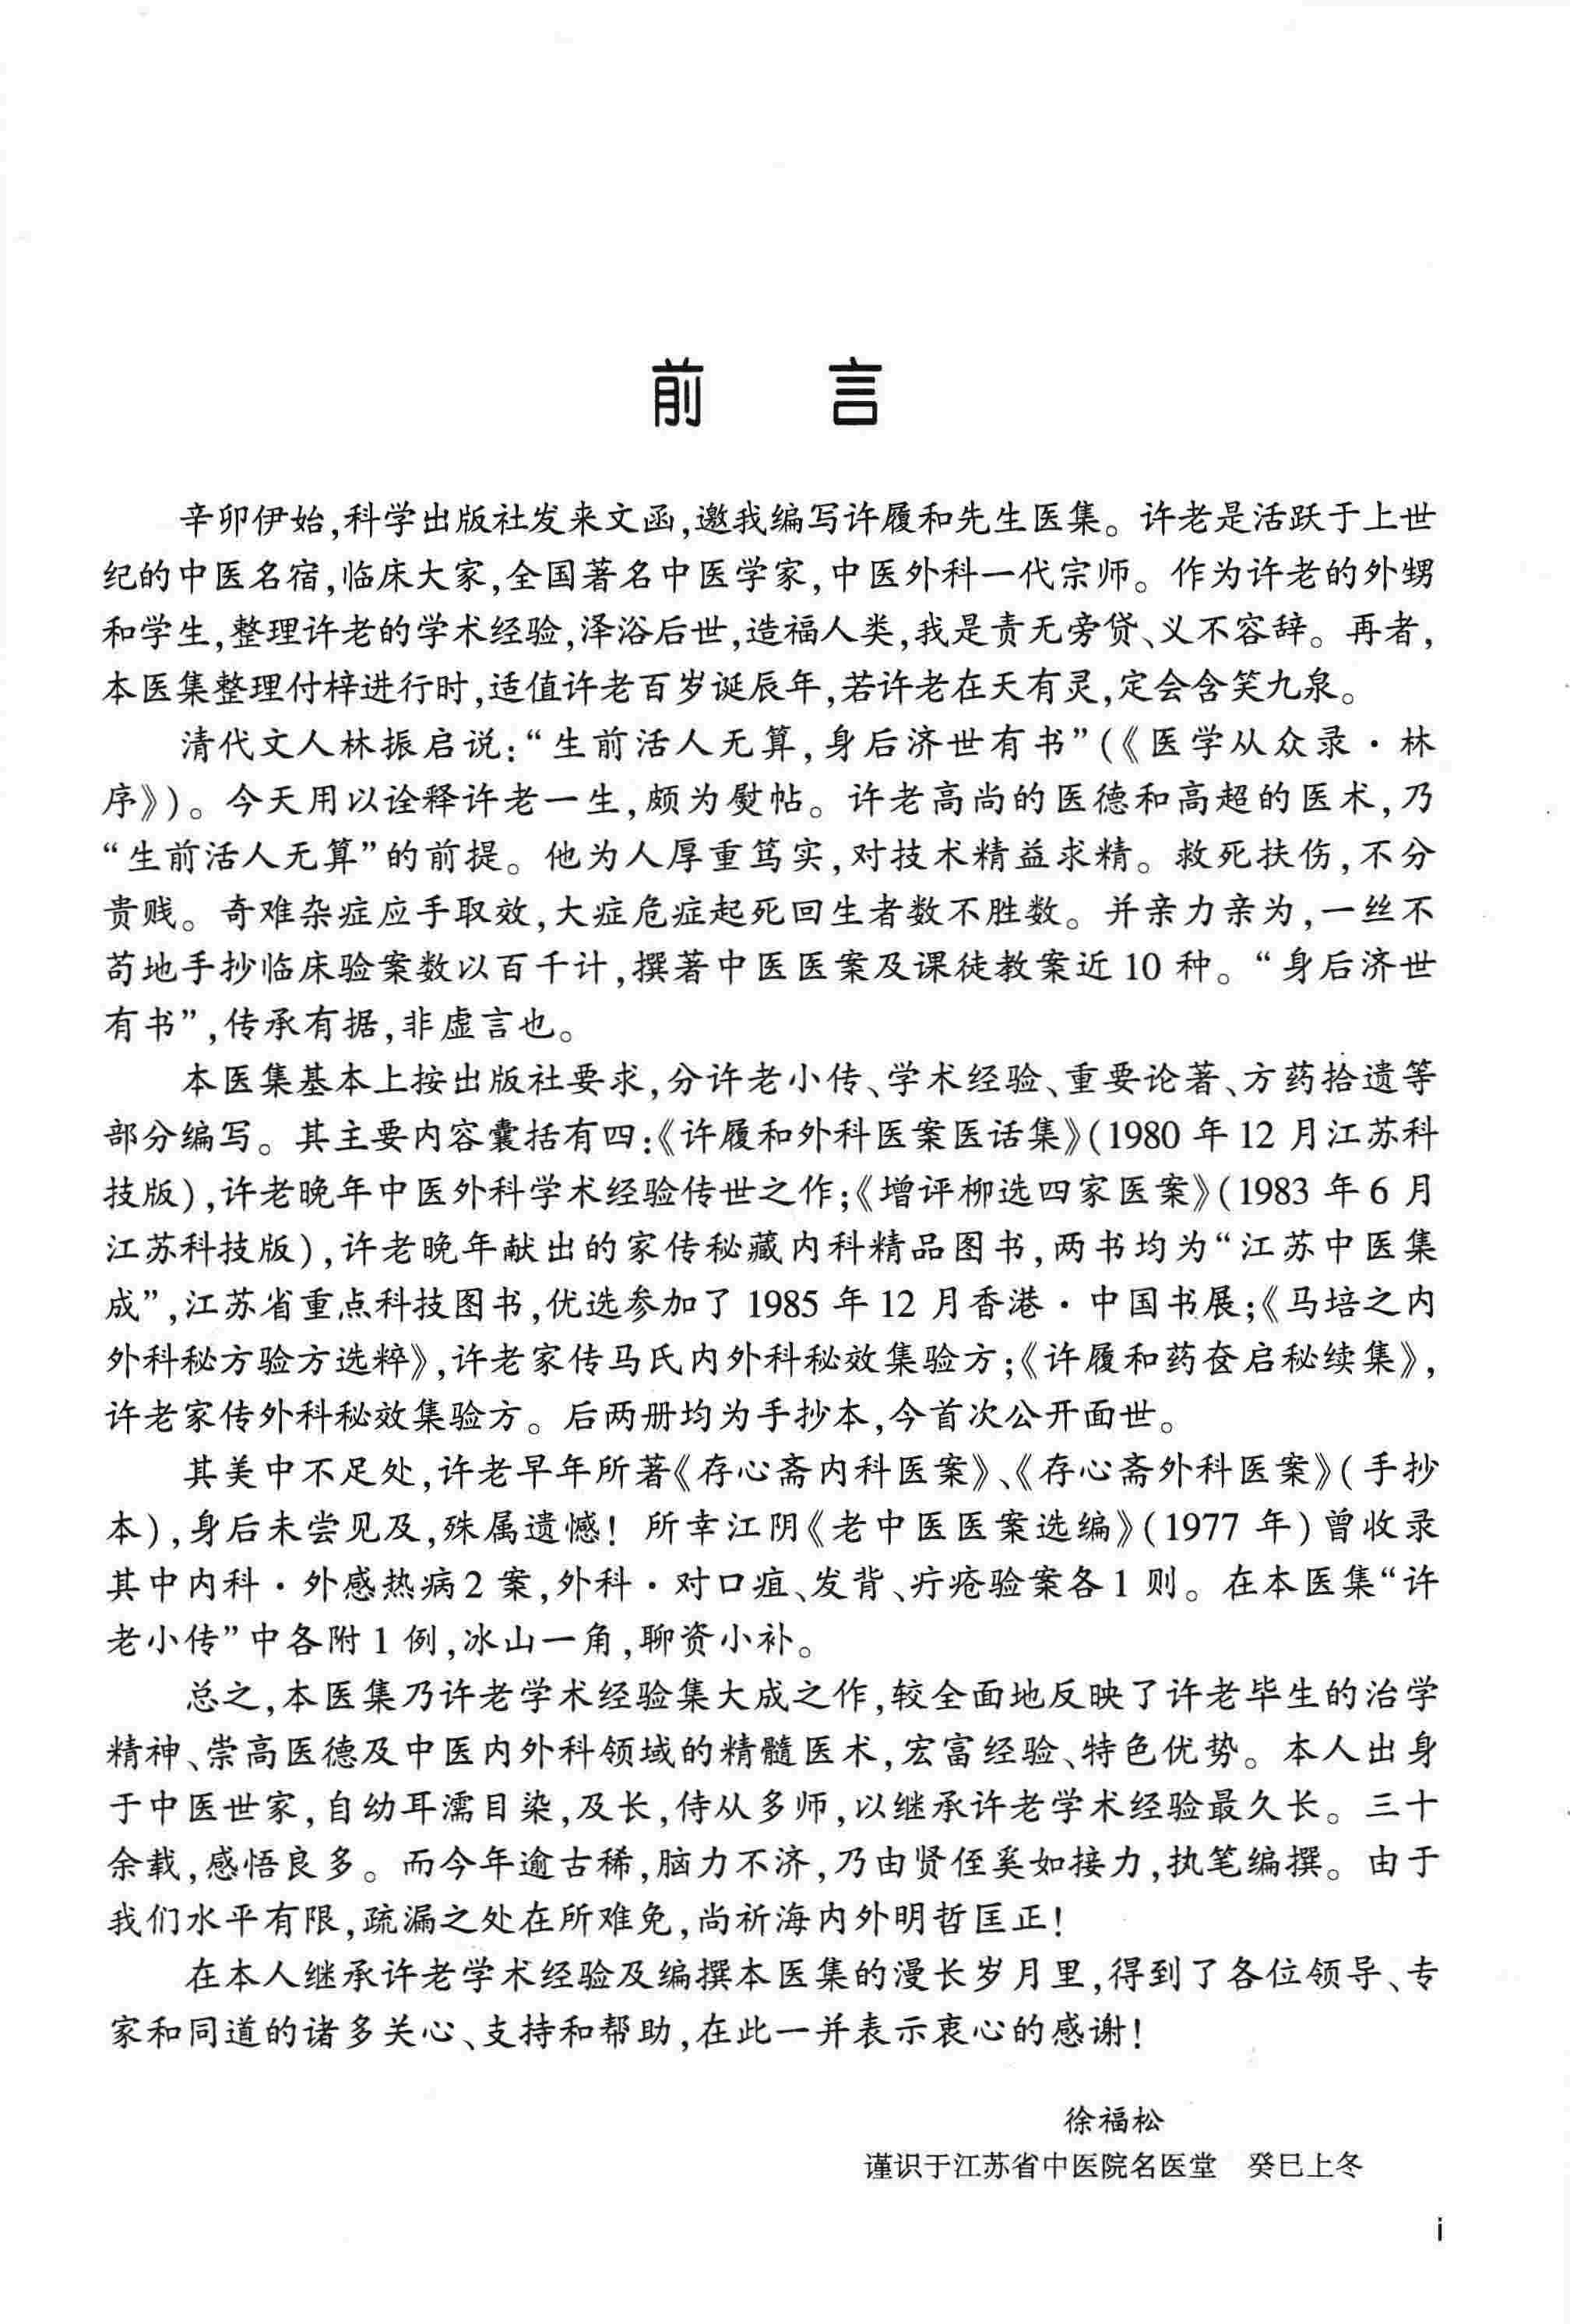 前 言
辛卯伊始,科学出版社发来文函,邀我编写许履和先生医集。许老是活跃于上世
纪的中医名宿,临床大家,全国著名中医学家,中医外科一代宗师。作为许老的外甥
和学生,整理许老的学术经验,泽浴后世,造福人类,我是责无旁贷、义不容辞。再者,
本医集整理付梓进行时,适值许老百岁诞辰年,若许老在天有灵,定会含笑九泉。
清代文人林振启说:“生前活人无算,身后济世有书”(《医学从众录·林
序》)。今天用以诠释许老一生,颇为熨帖。许老高尚的医德和高超的医术,乃
“生前活人无算”的前提。他为人厚重笃实,对技术精益求精。救死扶伤,不分
贵贱。奇难杂症应手取效,大症危症起死回生者数不胜数。并亲力亲为,一丝不
苟地手抄临床验案数以百千计,撰著中医医案及课徒教案近10种。“身后济世
有书”,传承有据,非虚言也。
本医集基本上按出版社要求,分许老小传、学术经验、重要论著、方药拾遗等
部分编写。其主要内容囊括有四:《许履和外科医案医话集》(1980年12月江苏科
技版),许老晚年中医外科学术经验传世之作;《增评柳选四家医案》(1983年6月
江苏科技版),许老晚年献出的家传秘藏内科精品图书,两书均为“江苏中医集
成”,江苏省重点科技图书,优选参加了1985年12月香港·中国书展;《马培之内
外科秘方验方选粹》,许老家传马氏内外科秘效集验方;《许履和药奁启秘续集》,
许老家传外科秘效集验方。后两册均为手抄本,今首次公开面世。
其美中不足处,许老早年所著《存心斋内科医案》、《存心斋外科医案》(手抄
本),身后未尝见及,殊属遗憾!所幸江阴《老中医医案选编》(1977年)曾收录
其中内科·外感热病2案,外科·对口疽、发背、疔疮验案各1则。在本医集“许
老小传”中各附1例,冰山一角,聊资小补。
总之,本医集乃许老学术经验集大成之作,较全面地反映了许老毕生的治学
精神、崇高医德及中医内外科领域的精髓医术,宏富经验、特色优势。本人出身
于中医世家,自幼耳濡目染,及长,侍从多师,以继承许老学术经验最久长。三十
余载,感悟良多。而今年逾古稀,脑力不济,乃由贤侄奚如接力,执笔编撰。由于
我们水平有限,疏漏之处在所难免,尚祈海内外明哲匡正!
在本人继承许老学术经验及编撰本医集的漫长岁月里,得到了各位领导、专
家和同道的诸多关心、支持和帮助,在此一并表示衷心的感谢!
徐福松
谨识于江苏省中医院名医堂 癸巳上冬
i